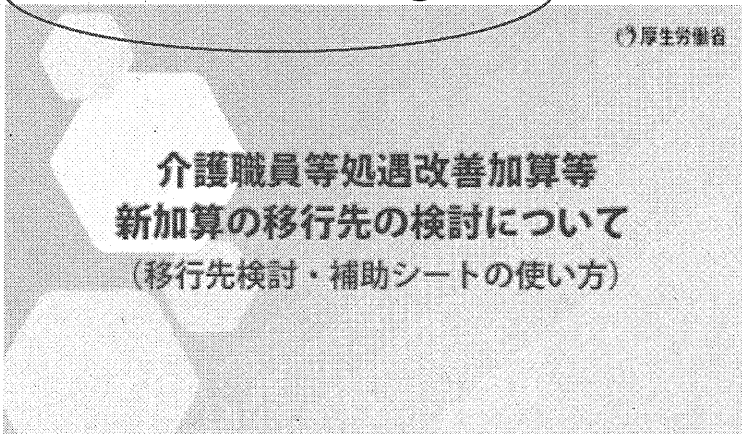 厚生労働省
介護職員等処遇改善加算等
新加算の移行先の検討について
（移行先検討・補助シートの使い方）